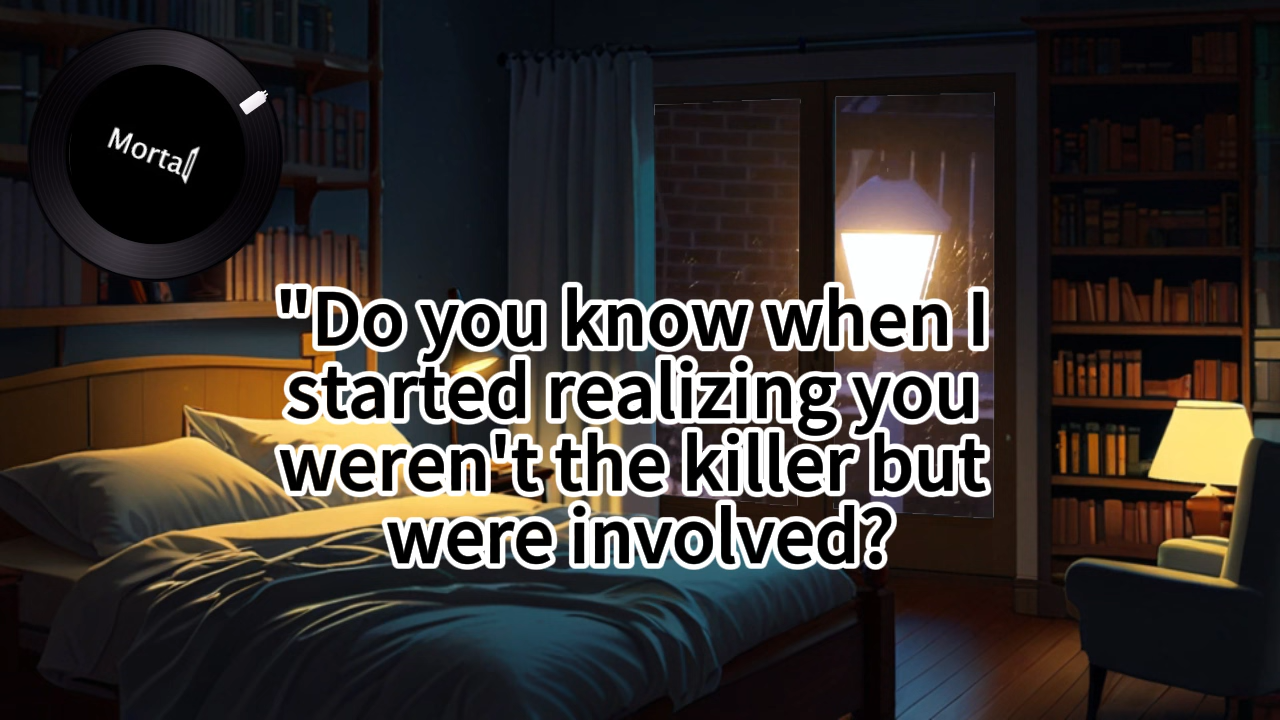 Mortal
"Do you know when I
started realizing you
weren't the killer but
were involved?